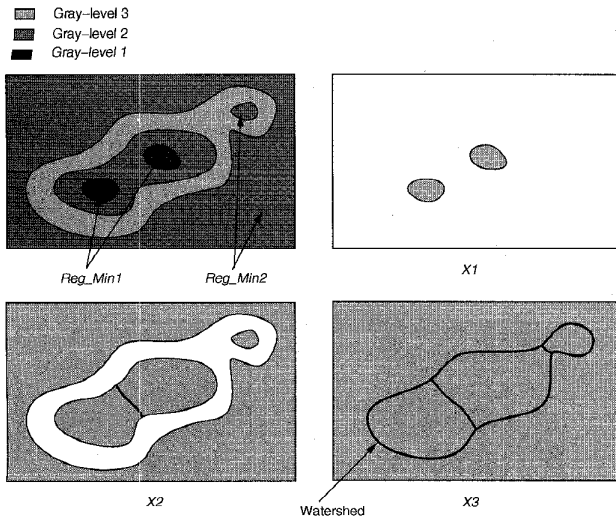 Gray-level 3
Gray-level 2
Gray-level 1
Reg_Min1
Reg_Min2
X1
X2
Watershed
X3